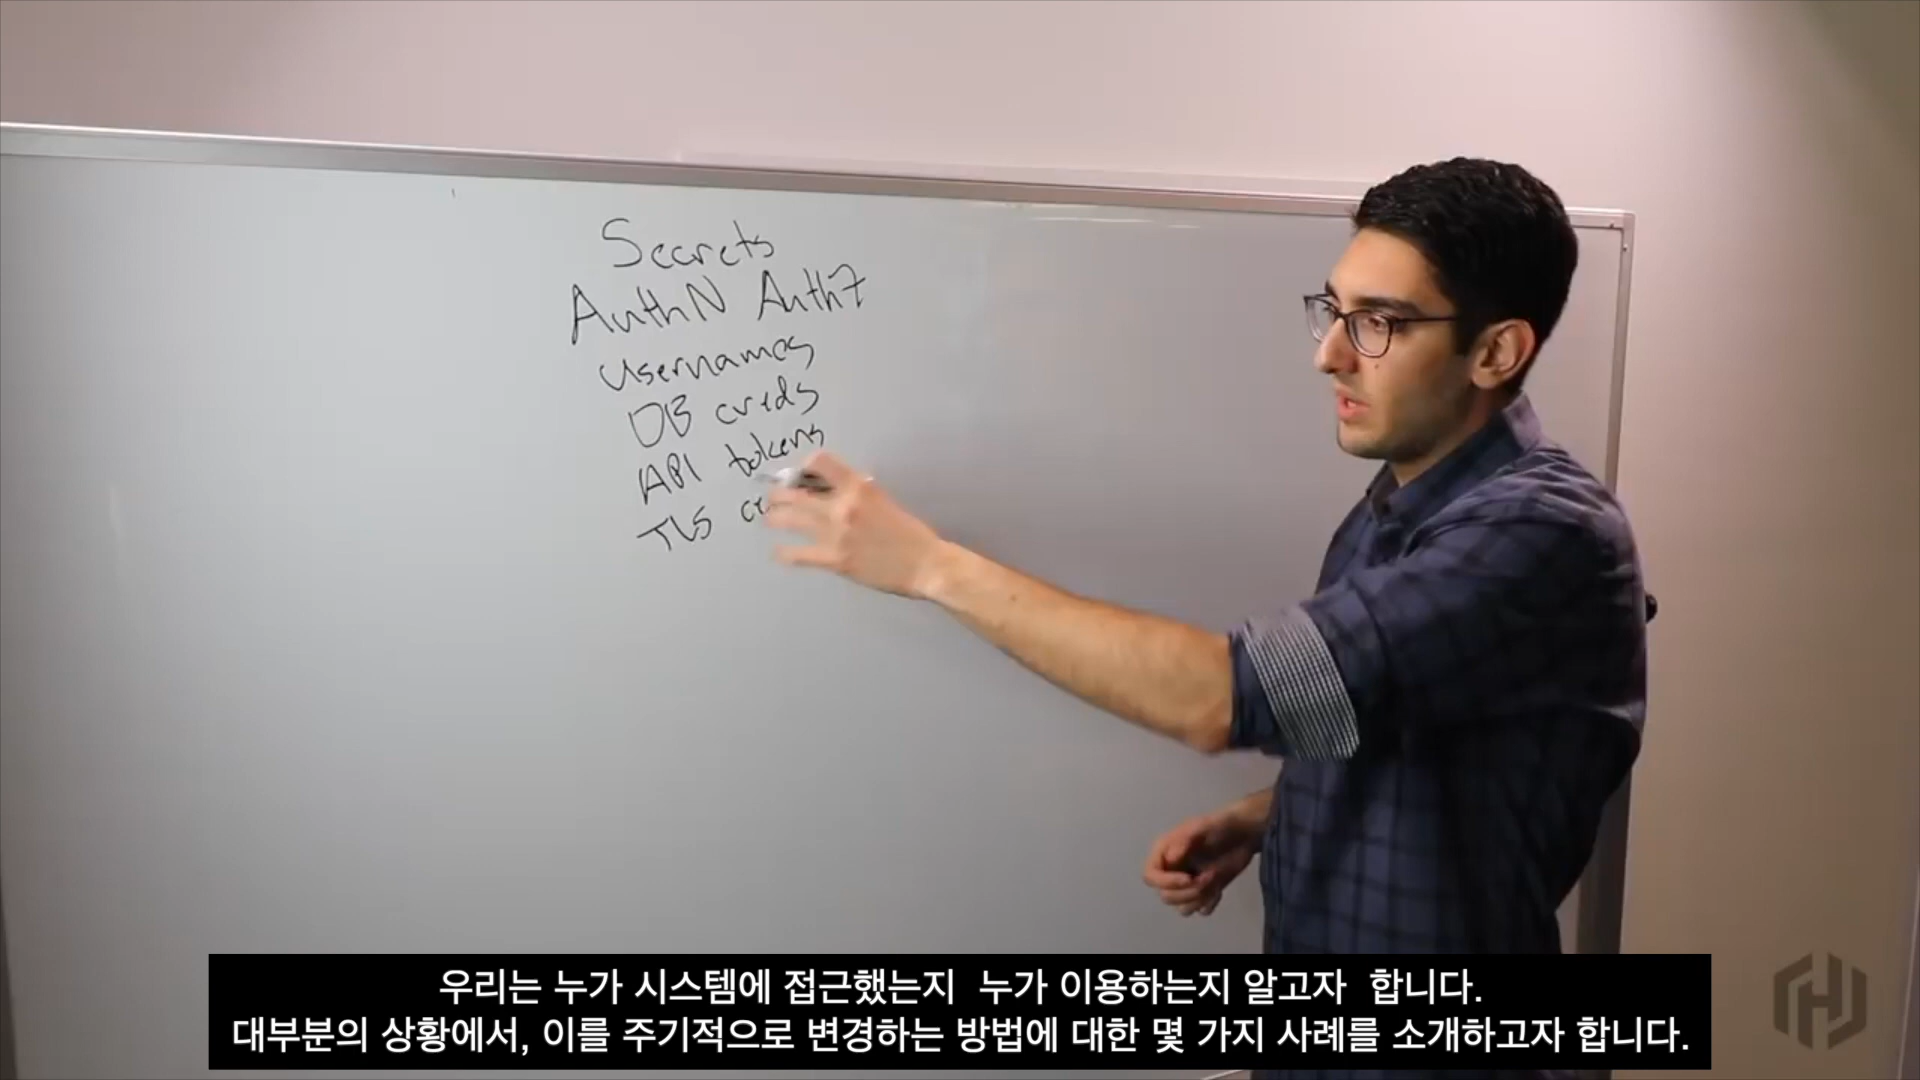 Secrets
AuthN AuthZ
Usernames
DB creds
API tokens
TLS
우리는 누가 시스템에 접근했는지 누가 이용하는지 알고자 합니다.
대부분의 상황에서, 이를 주기적으로 변경하는 방법에 대한 몇 가지 사례를 소개하고자 합니다.